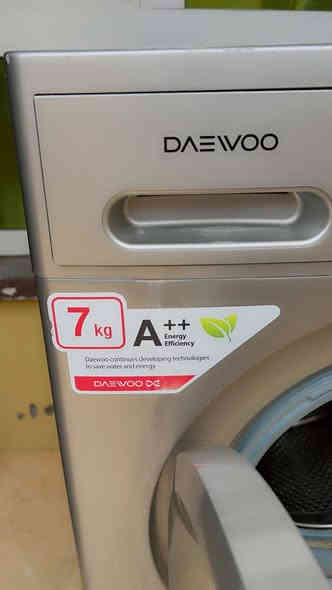 DAEWOO
7 kg
A++ Energy Efficiency
Daewoo continues developing technologies
to save water and energy
DAEWOO